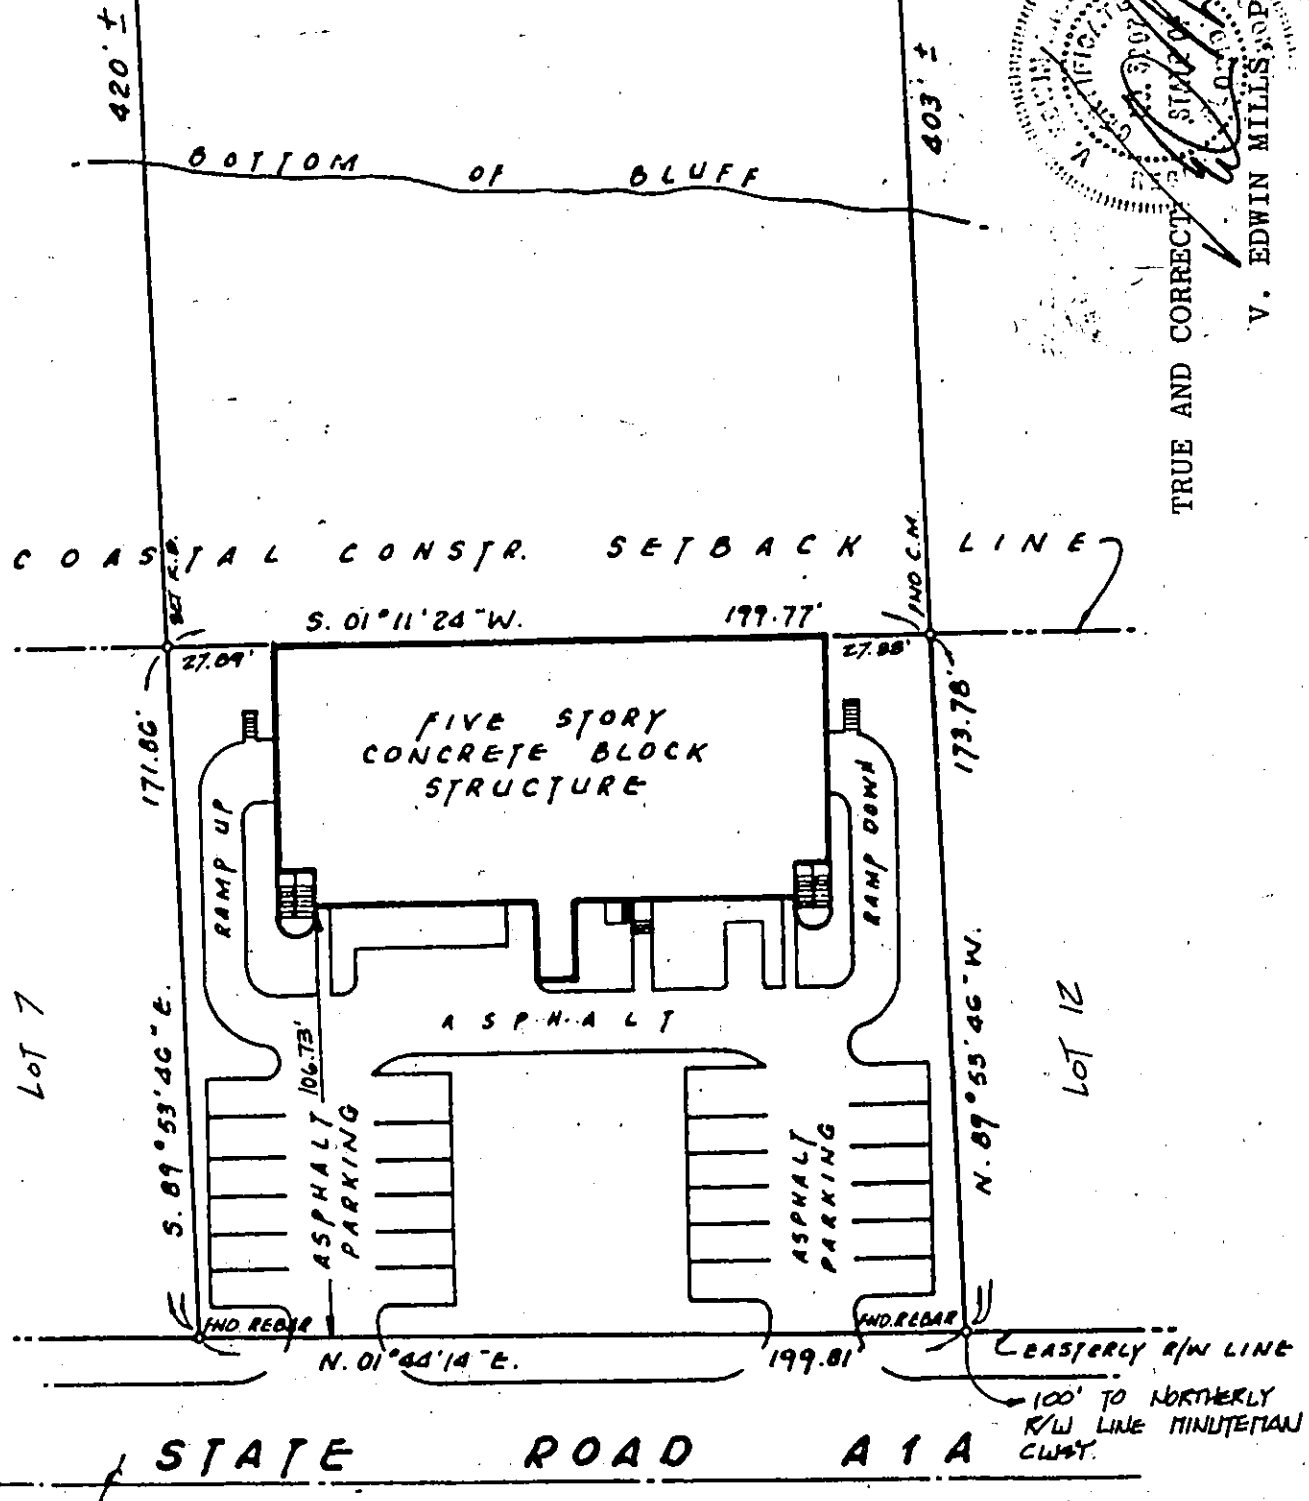 420' ±
403' ±
BOTTOM OF BLUFF
TRUE AND CORRECT
V. EDWIN MILLS,
COASTAL CONSTR. SETBACK LINE
SET R.B.
FND C.M.
S. 01°11'24"W. 199.77'
27.89'
27.88'
171.86'
173.78'
FIVE STORY
CONCRETE BLOCK
STRUCTURE
RAMP UP
RAMP DOWN
ASPHALT
LOT 7
LOT 12
S. 89°53'46"E.
N. 89°53'46"W.
106.73'
ASPHALT
PARKING
ASPHALT
PARKING
FND. REBAR
FND. REBAR
N. 01°44'14"E. 199.81'
EASTERLY R/W LINE
100' TO NORTHERLY
R/W LINE MINUTEMAN
CWSY.
STATE ROAD A1A